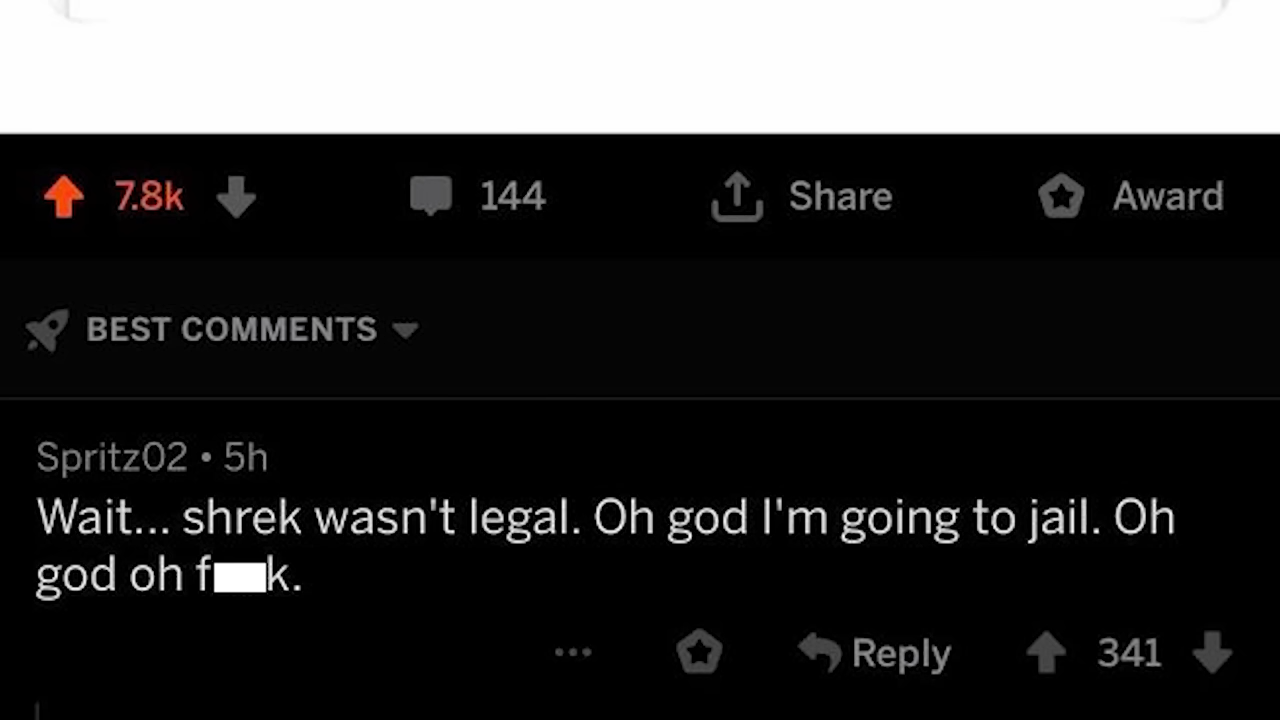 7.8k 144 Share Award
BEST COMMENTS
Spritz02 • 5h
Wait... shrek wasn't legal. Oh god I'm going to jail. Oh
god oh f k.
... Reply 341